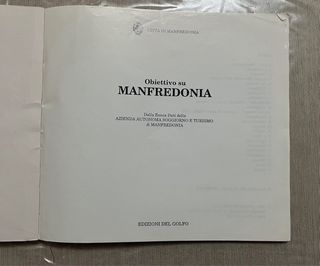 CITTÀ DI MANFREDONIA
Obiettivo su
MANFREDONIA
Dalla Banca Dati della
AZIENDA AUTONOMA SOGGIORNO E TURISMO
di MANFREDONIA
EDIZIONI DEL GOLFO